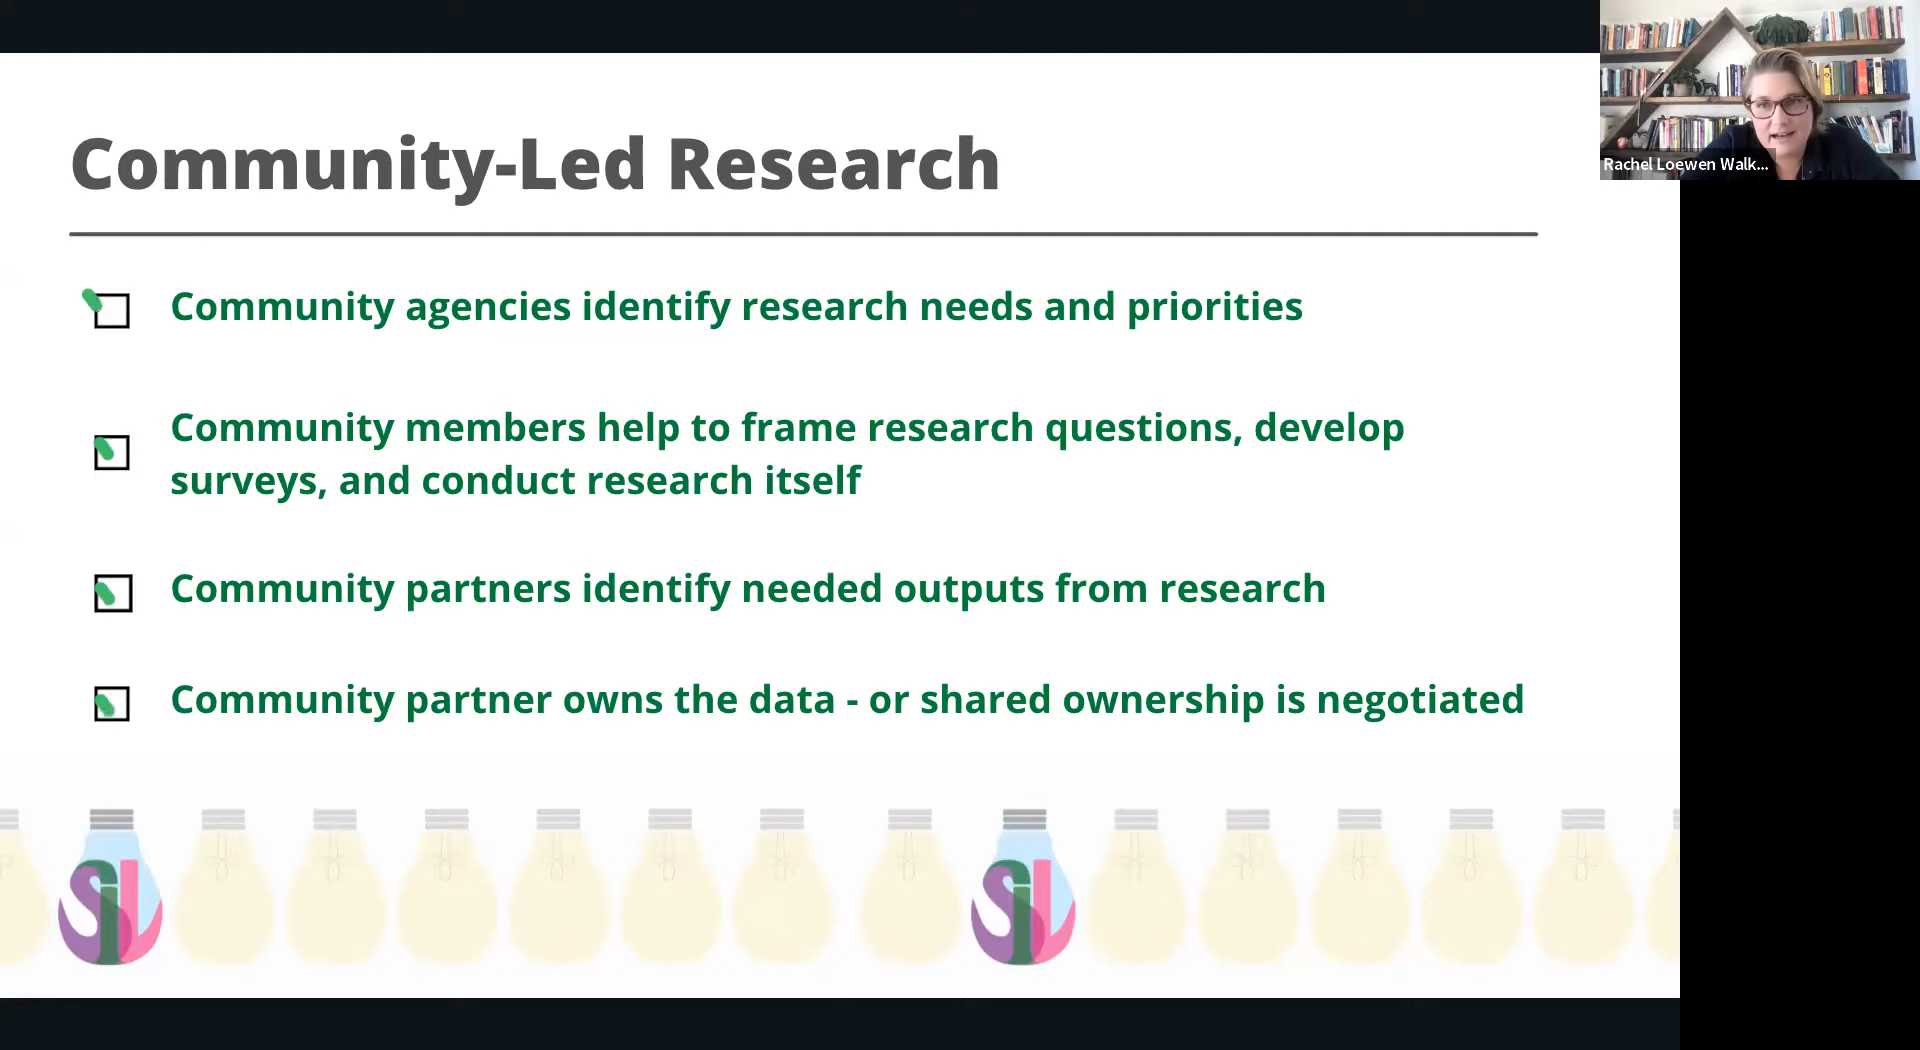 Community-Led Research
Rachel Loewen Walk...
Community agencies identify research needs and priorities
Community members help to frame research questions, develop
surveys, and conduct research itself
Community partners identify needed outputs from research
Community partner owns the data - or shared ownership is negotiated
SiL
SiL